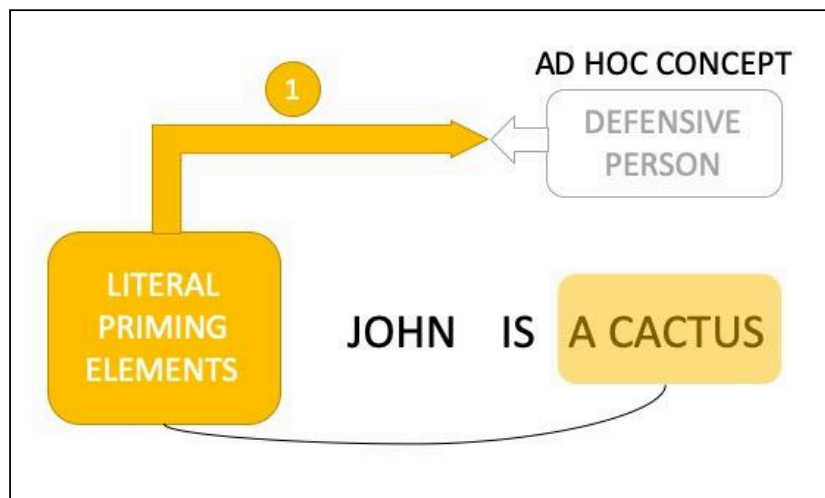 1
AD HOC CONCEPT
DEFENSIVE
PERSON
LITERAL
PRIMING
ELEMENTS
JOHN IS A CACTUS